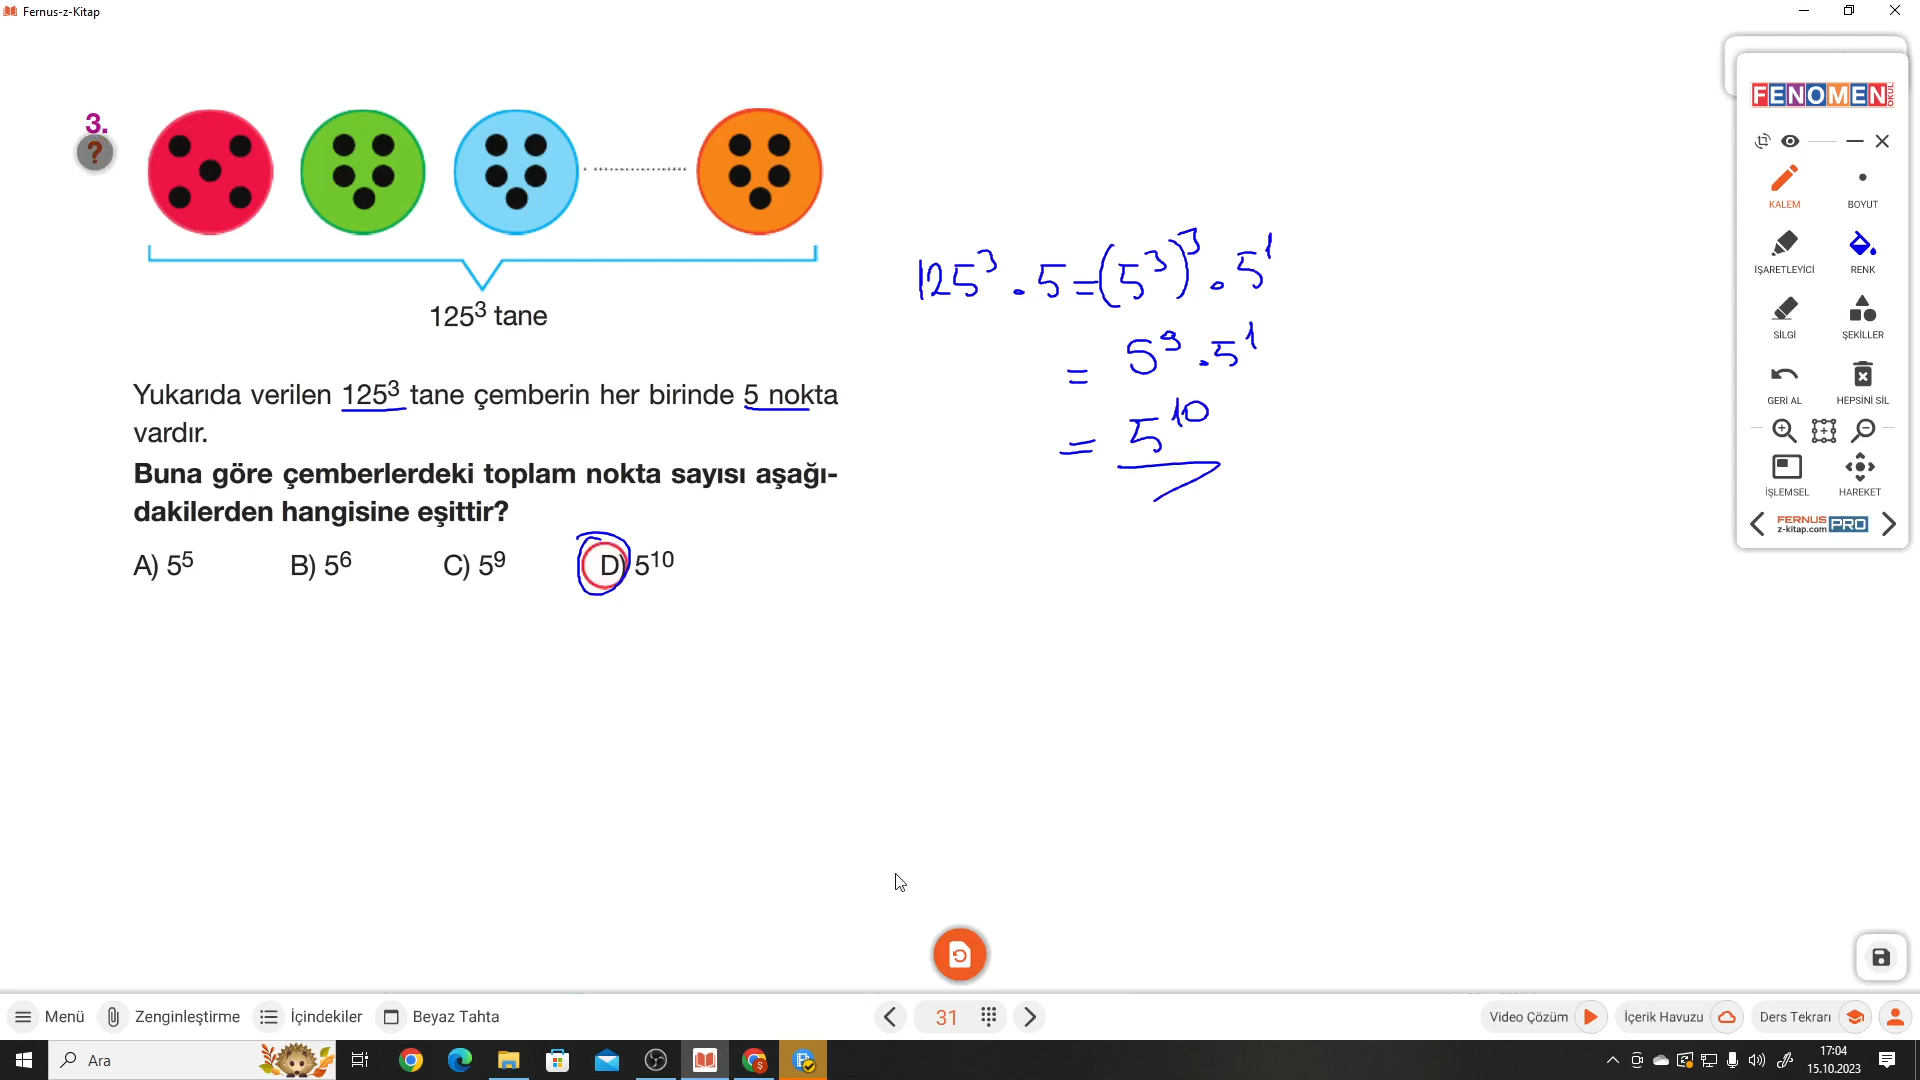 Fernus-z-Kitap
3.
?
125³ tane
Yukarıda verilen 125³ tane çemberin her birinde 5 nokta
vardır.
Buna göre çemberlerdeki toplam nokta sayısı aşağı-
dakilerden hangisine eşittir?
A) 5⁵ B) 5⁶ C) 5⁹ D) 5¹⁰
125³ . 5 = (5³)³ . 5¹
= 5⁹ . 5¹
= 5¹⁰
FENOMEN OKUL
KALEM BOYUT
İŞARETLEYİCİ RENK
SİLGİ ŞEKİLLER
GERİ AL HEPSİNİ SİL
İŞLEMSEL HAREKET
FERNUS z-kitap.com PRO
Menü Zenginleştirme İçindekiler Beyaz Tahta 31 Video Çözüm İçerik Havuzu Ders Tekrarı
Ara 17:04
15.10.2023